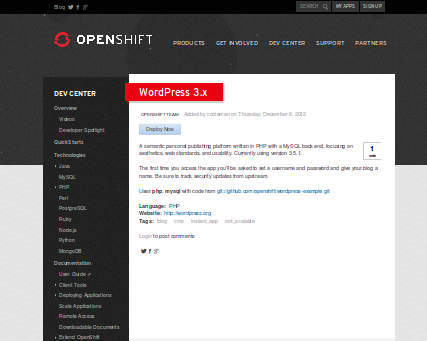 Blog
SEARCH
MY APPS
SIGN UP
OPENSHIFT
PRODUCTS
GET INVOLVED
DEV CENTER
SUPPORT
PARTNERS
DEV CENTER
Overview
Videos
Developer Spotlight
QuickStarts
Technologies
Java
MySQL
PHP
Perl
PostgreSQL
Ruby
Node.js
Python
MongoDB
Documentation
User Guide
Client Tools
Deploying Applications
Scale Applications
Remote Access
Downloadable Documents
Extend OpenShift
WordPress 3.x
OPENSHIFT TEAM Added by
on Thursday, December 6, 2012
Deploy Now
A semantic personal publishing platform written in PHP with a MySQL back end, focusing on
aesthetics, web standards, and usability. Currently using version 3.5.1.
1
vote
The first time you access the app you'll be asked to set a username and password and give your blog a
name. Be sure to track security updates from upstream.
Uses php, mysql with code from git://github.com/openshift/wordpress-example.git
Language: PHP
Website: http://wordpress.org
Tags: blog cms instant_app not_scalable
Login to post comments